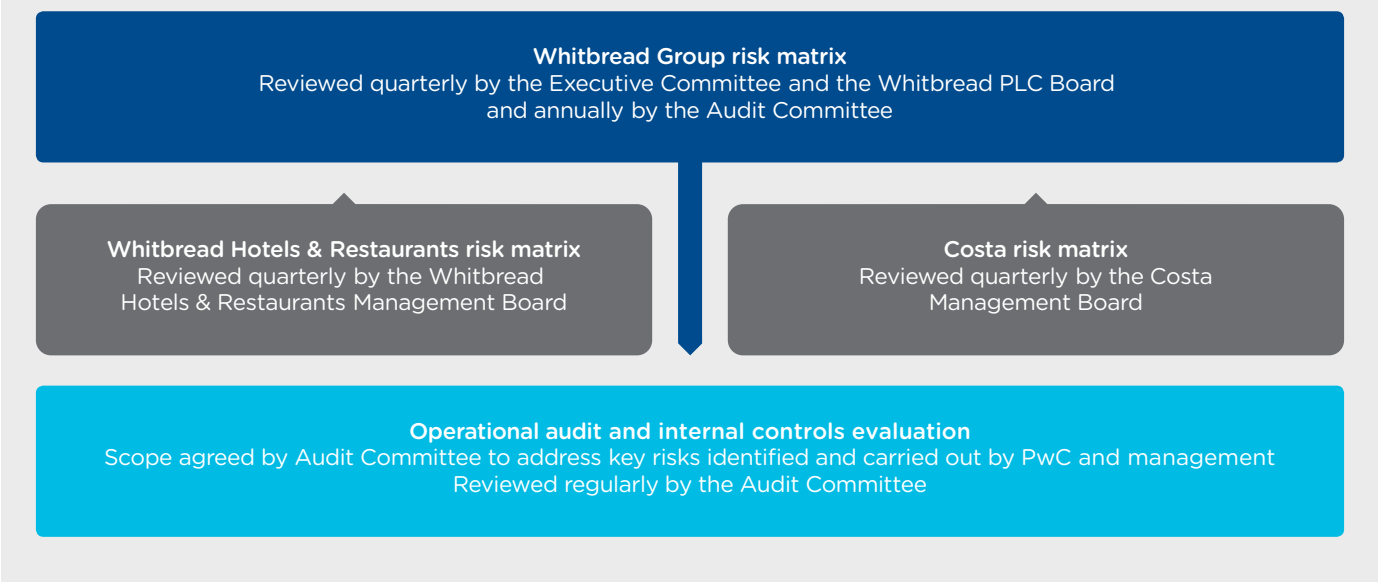 Whitbread Group risk matrix
Reviewed quarterly by the Executive Committee and the Whitbread PLC Board
and annually by the Audit Committee
Whitbread Hotels & Restaurants risk matrix
Reviewed quarterly by the Whitbread
Hotels & Restaurants Management Board
Costa risk matrix
Reviewed quarterly by the Costa
Management Board
Operational audit and internal controls evaluation
Scope agreed by Audit Committee to address key risks identified and carried out by PwC and management
Reviewed regularly by the Audit Committee